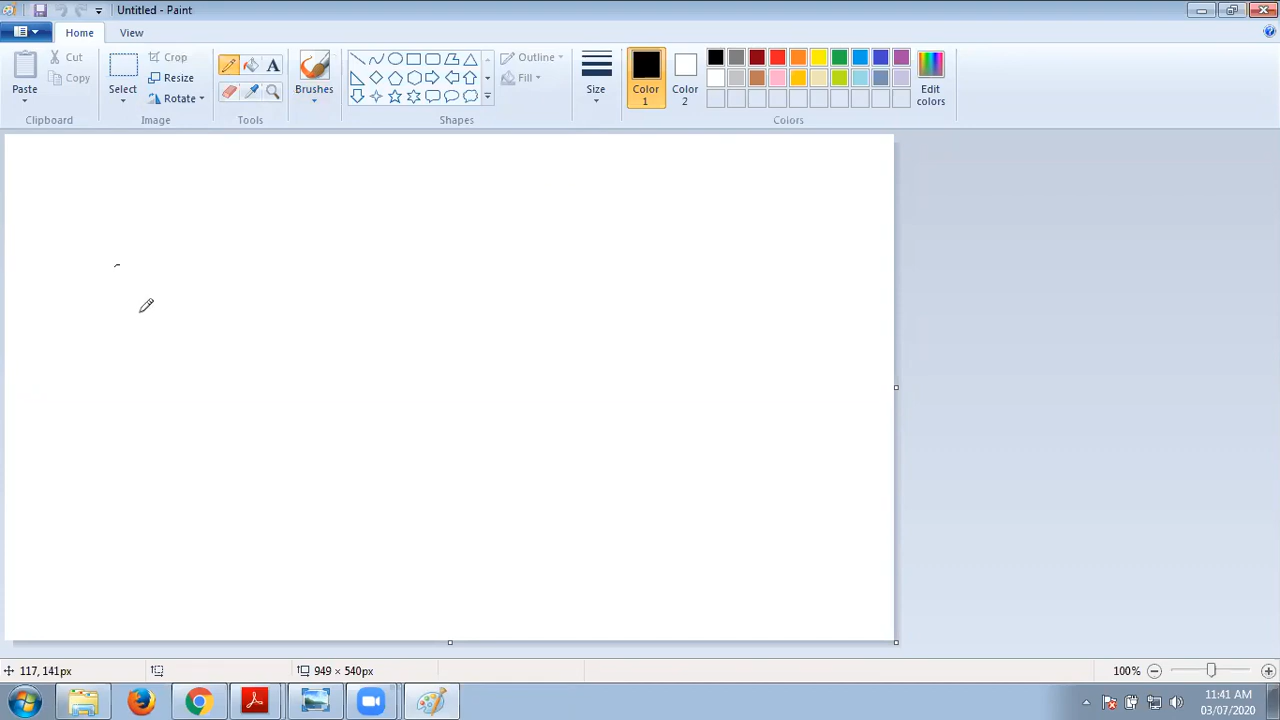 Untitled - Paint
Home View
Paste
Cut
Copy
Clipboard
Select
Crop
Resize
Rotate
Image
Tools
Brushes
Shapes
Outline
Fill
Size
Color 1
Color 2
Edit colors
Colors
117, 141px
949 × 540px
100%
11:41 AM
03/07/2020